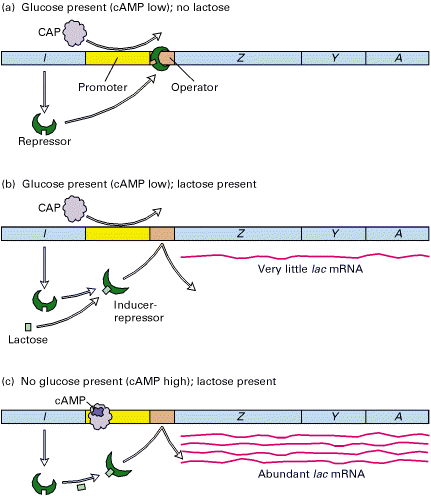 (a) Glucose present (cAMP low); no lactose
CAP
I Z Y A
Promoter Operator
Repressor
(b) Glucose present (cAMP low); lactose present
CAP
I Z Y A
Very little lac mRNA
Inducer-
repressor
Lactose
(c) No glucose present (cAMP high); lactose present
cAMP
I Z Y A
Abundant lac mRNA